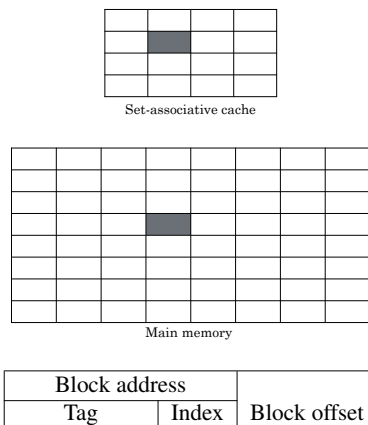 Set-associative cache
Main memory
Block address
Tag Index Block offset